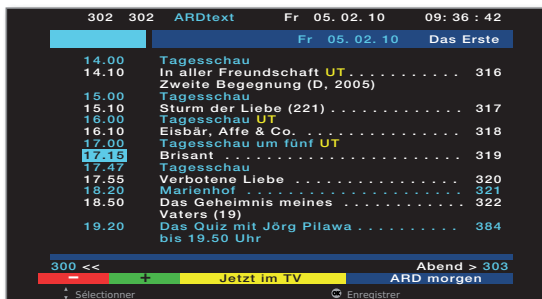 302 302 ARDtext Fr 05. 02. 10 09: 36 : 42
Fr 05. 02. 10 Das Erste
14.00 Tagesschau
14.10 In aller Freundschaft UT . . . . . . . . . . . 316
Zweite Begegnung (D, 2005)
15.00 Tagesschau
15.10 Sturm der Liebe (221) . . . . . . . . . . . . . 317
16.00 Tagesschau UT
16.10 Eisbär, Affe & Co. . . . . . . . . . . . . . . . 318
17.00 Tagesschau um fünf UT
17.15 Brisant . . . . . . . . . . . . . . . . . . . . . . . 319
17.47 Tagesschau
17.55 Verbotene Liebe . . . . . . . . . . . . . . . . . 320
18.20 Marienhof . . . . . . . . . . . . . . . . . . . . . 321
18.50 Das Geheimnis meines . . . . . . . . . . . . 322
Vaters (19)
19.20 Das Quiz mit Jörg Pilawa . . . . . . . . . . 384
bis 19.50 Uhr
300 << Abend > 303
− + Jetzt im TV ARD morgen
Sélectionner Enregistrer